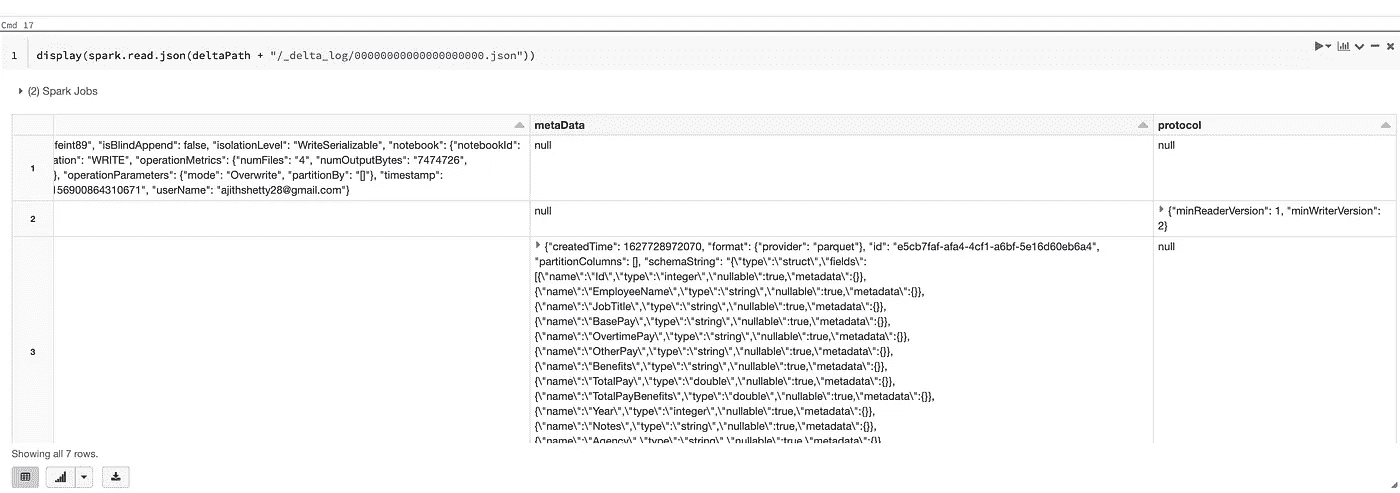 Cmd 17
1 display(spark.read.json(deltaPath + "/_delta_log/00000000000000000000.json"))
(2) Spark Jobs
metaData protocol
1
feint89", "isBlindAppend": false, "isolationLevel": "WriteSerializable", "notebook": {"notebookId": null null
ation": "WRITE", "operationMetrics": {"numFiles": "4", "numOutputBytes": "7474726",
}, "operationParameters": {"mode": "Overwrite", "partitionBy": "[]"}, "timestamp":
156900864310671", "userName": "ajithshetty28@gmail.com"}
2 null {"minReaderVersion": 1, "minWriterVersion":
2}
3
{"createdTime": 1627728972070, "format": {"provider": "parquet"}, "id": "e5cb7faf-afa4-4cf1-a6bf-5e16d60eb6a4", null
"partitionColumns": [], "schemaString": "{\"type\":\"struct\",\"fields\":
[{\"name\":\"Id\",\"type\":\"integer\",\"nullable\":true,\"metadata\":{}},
{\"name\":\"EmployeeName\",\"type\":\"string\",\"nullable\":true,\"metadata\":{}},
{\"name\":\"JobTitle\",\"type\":\"string\",\"nullable\":true,\"metadata\":{}},
{\"name\":\"BasePay\",\"type\":\"string\",\"nullable\":true,\"metadata\":{}},
{\"name\":\"OvertimePay\",\"type\":\"string\",\"nullable\":true,\"metadata\":{}},
{\"name\":\"OtherPay\",\"type\":\"string\",\"nullable\":true,\"metadata\":{}},
{\"name\":\"Benefits\",\"type\":\"string\",\"nullable\":true,\"metadata\":{}},
{\"name\":\"TotalPay\",\"type\":\"double\",\"nullable\":true,\"metadata\":{}},
{\"name\":\"TotalPayBenefits\",\"type\":\"double\",\"nullable\":true,\"metadata\":{}},
{\"name\":\"Year\",\"type\":\"integer\",\"nullable\":true,\"metadata\":{}},
{\"name\":\"Notes\",\"type\":\"string\",\"nullable\":true,\"metadata\":{}},
{\"name\":\"Agency\",\"type\":\"string\",\"nullable\":true,\"metadata\":{}}
Showing all 7 rows.